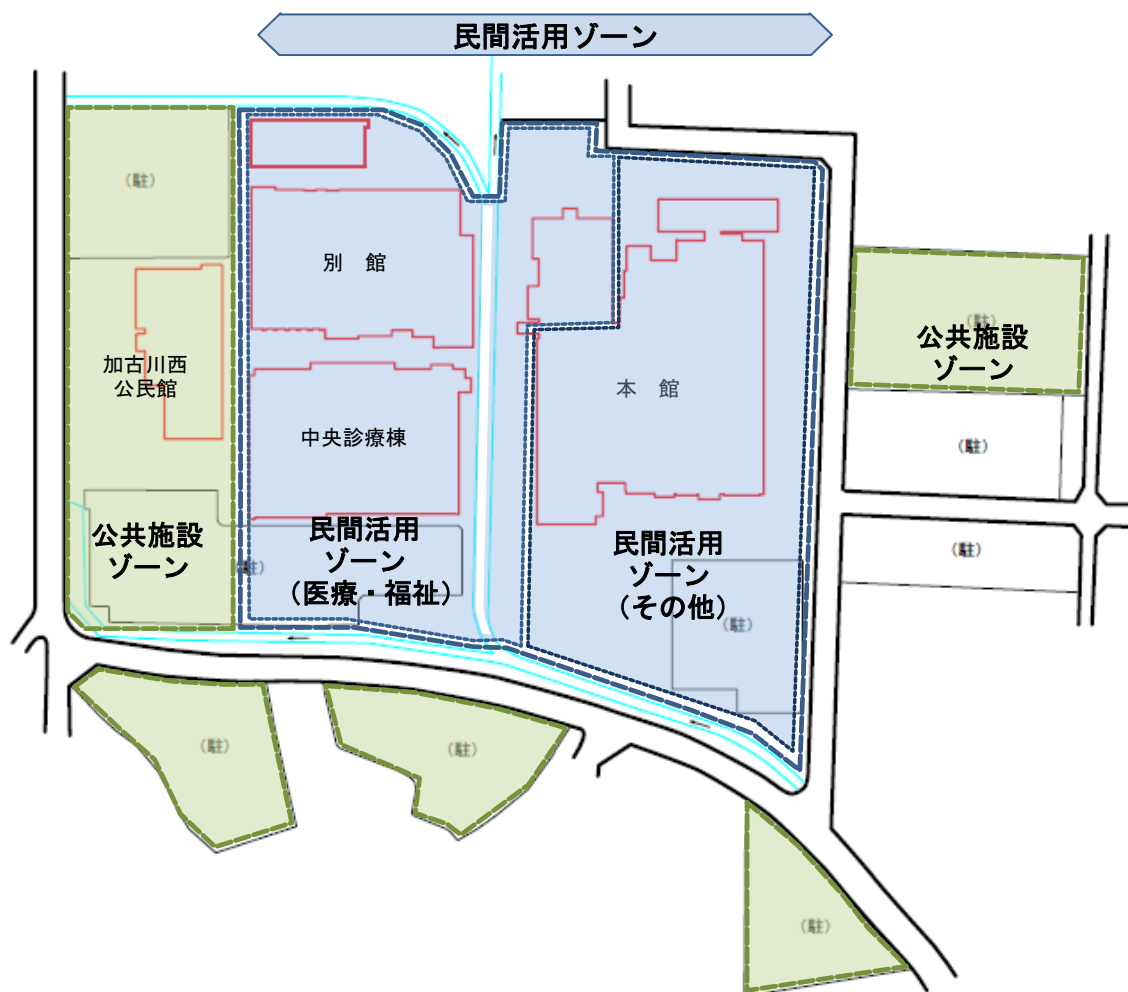 民間活用ゾーン
(駐)
別 館
加古川西
公民館
中央診療棟
本 館
(駐)
公共施設
ゾーン
(駐)
(駐)
公共施設
ゾーン
(駐)
民間活用
ゾーン
(医療・福祉)
民間活用
ゾーン
(その他)
(駐)
(駐)
(駐)
(駐)